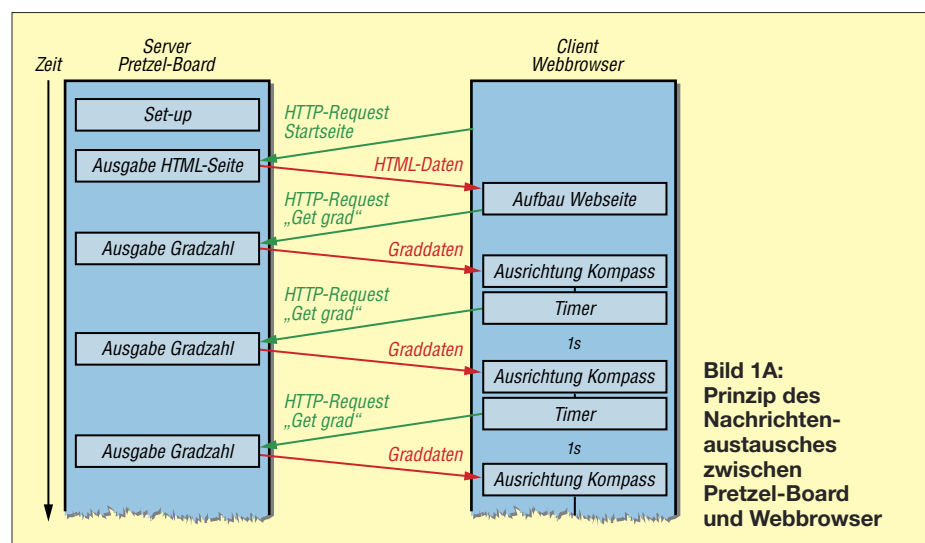 Zeit
Server
Pretzel-Board
Client
Webbrowser
Set-up
HTTP-Request
Startseite
Ausgabe HTML-Seite
HTML-Daten
Aufbau Webseite
HTTP-Request
„Get grad“
Ausgabe Gradzahl
Graddaten
Ausrichtung Kompass
HTTP-Request
„Get grad“
Timer
1s
Ausgabe Gradzahl
Graddaten
Ausrichtung Kompass
HTTP-Request
„Get grad“
Timer
1s
Ausgabe Gradzahl
Graddaten
Ausrichtung Kompass
Bild 1A:
Prinzip des
Nachrichten-
austausches
zwischen
Pretzel-Board
und Webbrowser